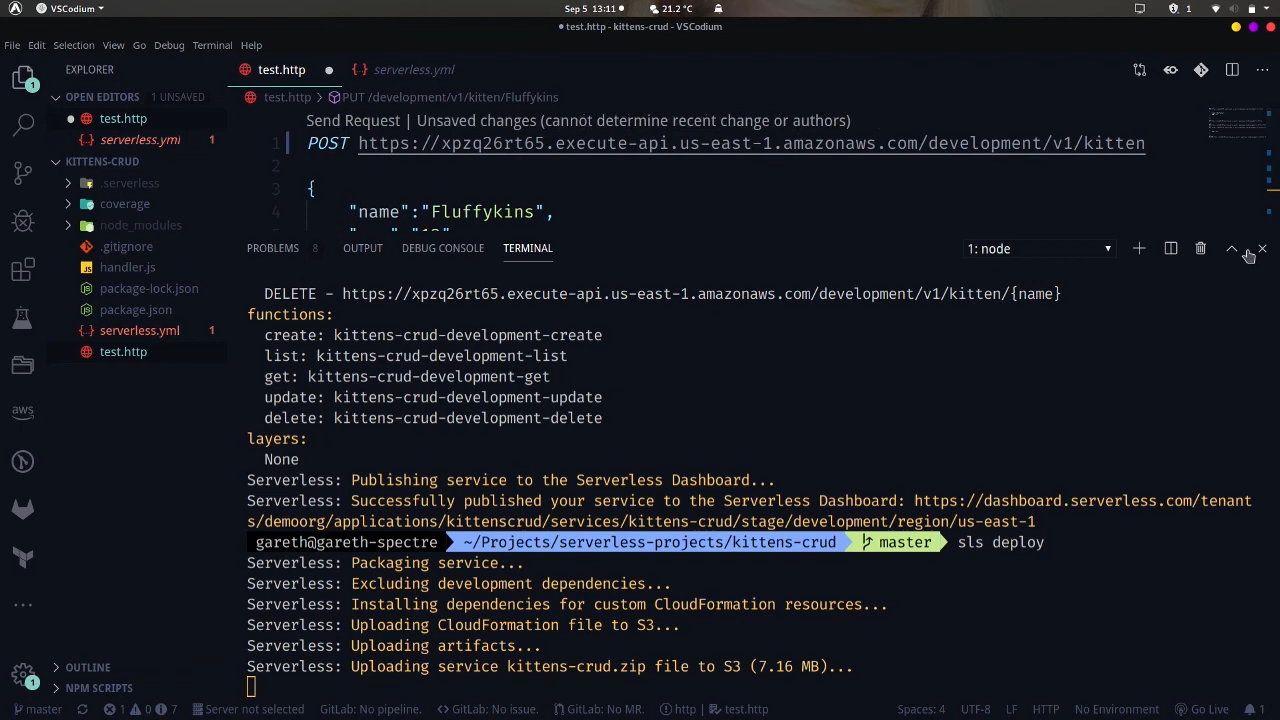 VSCodium
Sep 5 13:11
21.2 °C
1
test.http - kittens-crud - VSCodium
File Edit Selection View Go Debug Terminal Help
EXPLORER
OPEN EDITORS 1 UNSAVED
test.http
serverless.yml 1
KITTENS-CRUD
.serverless
coverage
node_modules
.gitignore
handler.js
package-lock.json
package.json
serverless.yml 1
test.http
OUTLINE
NPM SCRIPTS
1
aws
1
test.http
serverless.yml
test.http > PUT /development/v1/kitten/Fluffykins
Send Request | Unsaved changes (cannot determine recent change or authors)
1 POST https://xpzq26rt65.execute-api.us-east-1.amazonaws.com/development/v1/kitten
2
3 {
4 "name":"Fluffykins",
PROBLEMS 8 OUTPUT DEBUG CONSOLE TERMINAL 1: node
DELETE - https://xpzq26rt65.execute-api.us-east-1.amazonaws.com/development/v1/kitten/{name}
functions:
create: kittens-crud-development-create
list: kittens-crud-development-list
get: kittens-crud-development-get
update: kittens-crud-development-update
delete: kittens-crud-development-delete
layers:
None
Serverless: Publishing service to the Serverless Dashboard...
Serverless: Successfully published your service to the Serverless Dashboard: https://dashboard.serverless.com/tenant
s/demoorg/applications/kittenscrud/services/kittens-crud/stage/development/region/us-east-1
gareth@gareth-spectre ~/Projects/serverless-projects/kittens-crud master sls deploy
Serverless: Packaging service...
Serverless: Excluding development dependencies...
Serverless: Installing dependencies for custom CloudFormation resources...
Serverless: Uploading CloudFormation file to S3...
Serverless: Uploading artifacts...
Serverless: Uploading service kittens-crud.zip file to S3 (7.16 MB)...
master 1 0 7 Server not selected GitLab: No pipeline. GitLab: No issue. GitLab: No MR. http | test.http Spaces: 4 UTF-8 LF HTTP No Environment Go Live 1